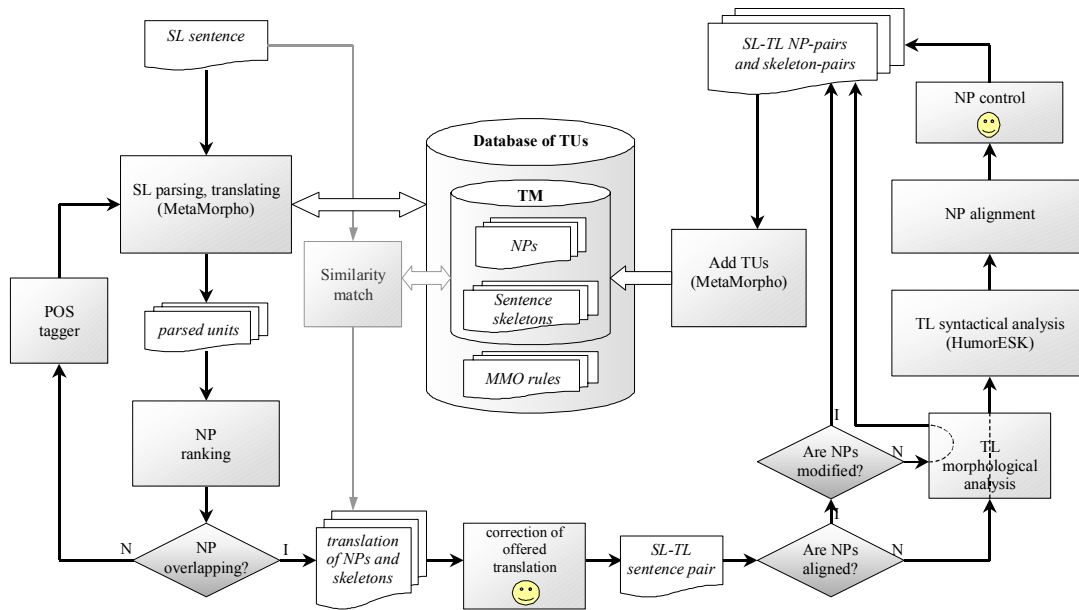 SL sentence
SL parsing, translating
(MetaMorpho)
POS
tagger
parsed units
NP
ranking
N
NP
overlapping?
I
Similarity
match
Database of TUs
TM
NPs
Sentence
skeletons
MMO rules
translation
of NPs and
skeletons
correction of
offered
translation
SL-TL
sentence pair
Are NPs
aligned?
I
N
Are NPs
modified?
I
N
TL
morphological
analysis
TL syntactical analysis
(HumorESK)
NP alignment
NP control
SL-TL NP-pairs
and skeleton-pairs
Add TUs
(MetaMorpho)